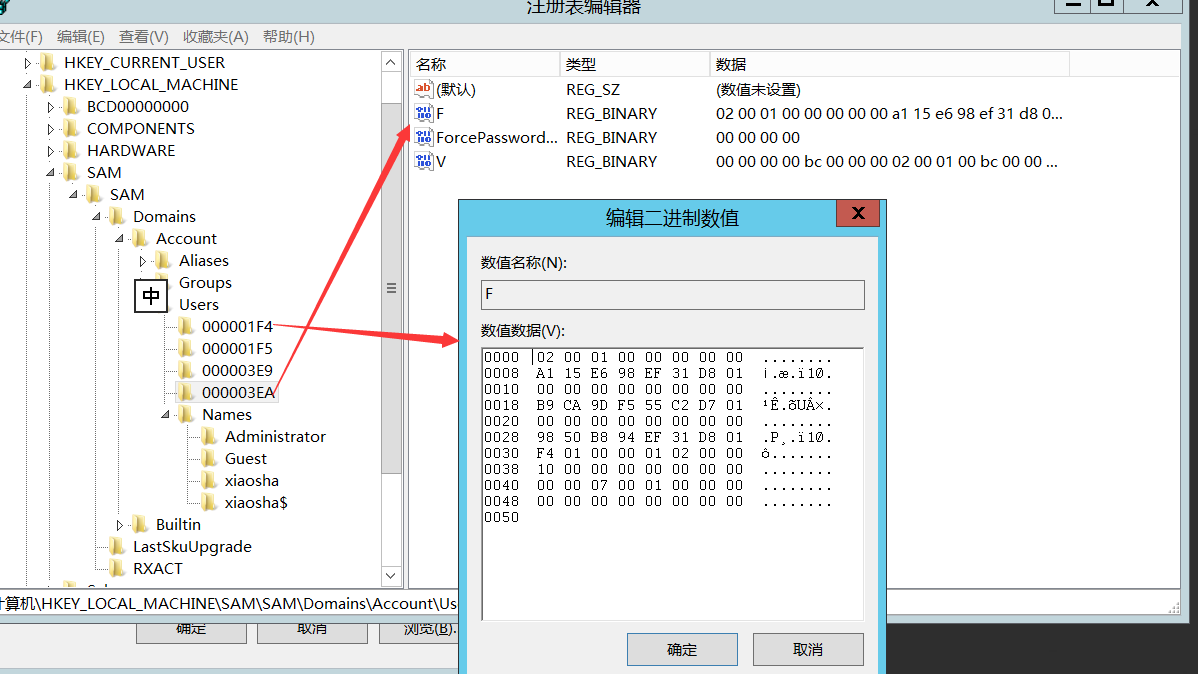 注册表编辑器
文件(F) 编辑(E) 查看(V) 收藏夹(A) 帮助(H)
HKEY_CURRENT_USER
HKEY_LOCAL_MACHINE
BCD00000000
COMPONENTS
HARDWARE
SAM
SAM
Domains
Account
Aliases
Groups
Users
000001F4
000001F5
000003E9
000003EA
Names
Administrator
Guest
xiaosha
xiaosha$
Builtin
LastSkuUpgrade
RXACT
中
名称 类型 数据
(默认) REG_SZ (数值未设置)
F REG_BINARY 02 00 01 00 00 00 00 00 a1 15 e6 98 ef 31 d8 0...
ForcePassword... REG_BINARY 00 00 00 00
V REG_BINARY 00 00 00 00 bc 00 00 00 02 00 01 00 bc 00 00 ...
编辑二进制数值
数值名称(N):
F
数值数据(V):
0000 02 00 01 00 00 00 00 00 ........
0008 A1 15 E6 98 EF 31 D8 01 ¡.æ.ï1Ø.
0010 00 00 00 00 00 00 00 00 ........
0018 B9 CA 9D F5 55 C2 D7 01 ¹Ê.õUÂ×.
0020 00 00 00 00 00 00 00 00 ........
0028 98 50 B8 94 EF 31 D8 01 .P¸.ï1Ø.
0030 F4 01 00 00 01 02 00 00 ô.......
0038 10 00 00 00 00 00 00 00 ........
0040 00 00 07 00 01 00 00 00 ........
0048 00 00 00 00 00 00 00 00 ........
0050
确定 取消
计算机\HKEY_LOCAL_MACHINE\SAM\SAM\Domains\Account\Us
确定 取消 浏览(B).